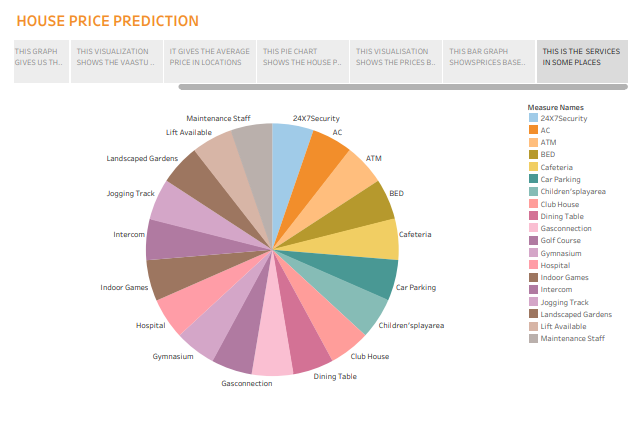 HOUSE PRICE PREDICTION
THIS GRAPH
GIVES US TH..
THIS VISUALIZATION
SHOWS THE VAASTU ..
IT GIVES THE AVERAGE
PRICE IN LOCATIONS
THIS PIE CHART
SHOWS THE HOUSE P..
THIS VISUALISATION
SHOWS THE PRICES B..
THIS BAR GRAPH
SHOWSPRICES BASE..
THIS IS THE SERVICES
IN SOME PLACES
Maintenance Staff
24X7Security
Lift Available
AC
Landscaped Gardens
ATM
Jogging Track
BED
Intercom
Cafeteria
Indoor Games
Car Parking
Hospital
Children'splayarea
Gymnasium
Club House
Gasconnection
Dining Table
Measure Names
24X7Security
AC
ATM
BED
Cafeteria
Car Parking
Children'splayarea
Club House
Dining Table
Gasconnection
Golf Course
Gymnasium
Hospital
Indoor Games
Intercom
Jogging Track
Landscaped Gardens
Lift Available
Maintenance Staff